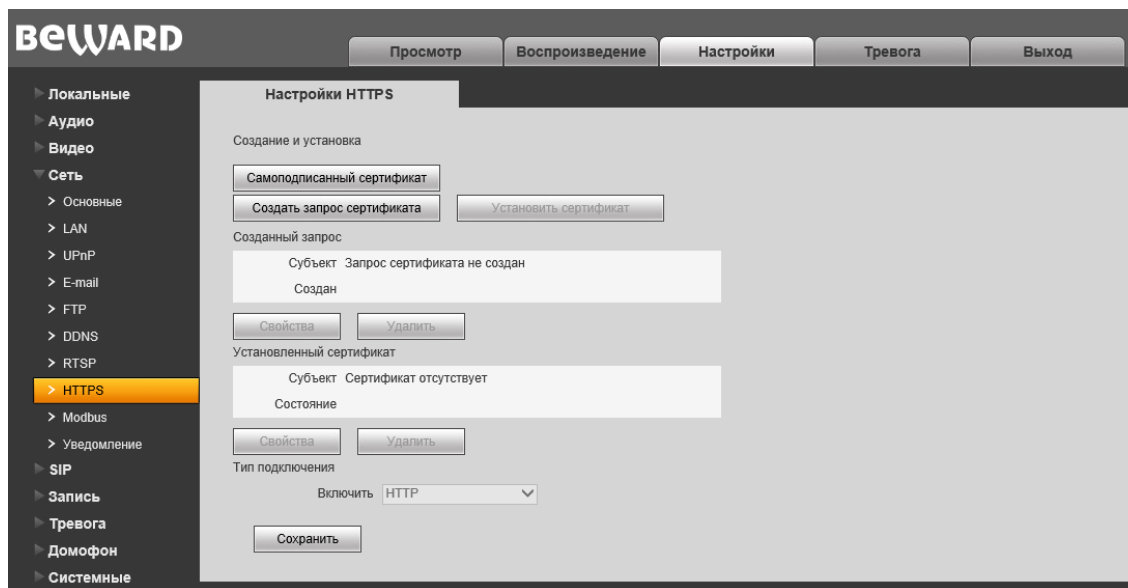 BEWARD
Просмотр
Воспроизведение
Настройки
Тревога
Выход
Локальные
Аудио
Видео
Сеть
> Основные
> LAN
> UPnP
> E-mail
> FTP
> DDNS
> RTSP
> HTTPS
> Modbus
> Уведомление
SIP
Запись
Тревога
Домофон
Системные
Настройки HTTPS
Создание и установка
Самоподписанный сертификат
Создать запрос сертификата Установить сертификат
Созданный запрос
Субъект Запрос сертификата не создан
Создан
Свойства Удалить
Установленный сертификат
Субъект Сертификат отсутствует
Состояние
Свойства Удалить
Тип подключения
Включить HTTP
Сохранить